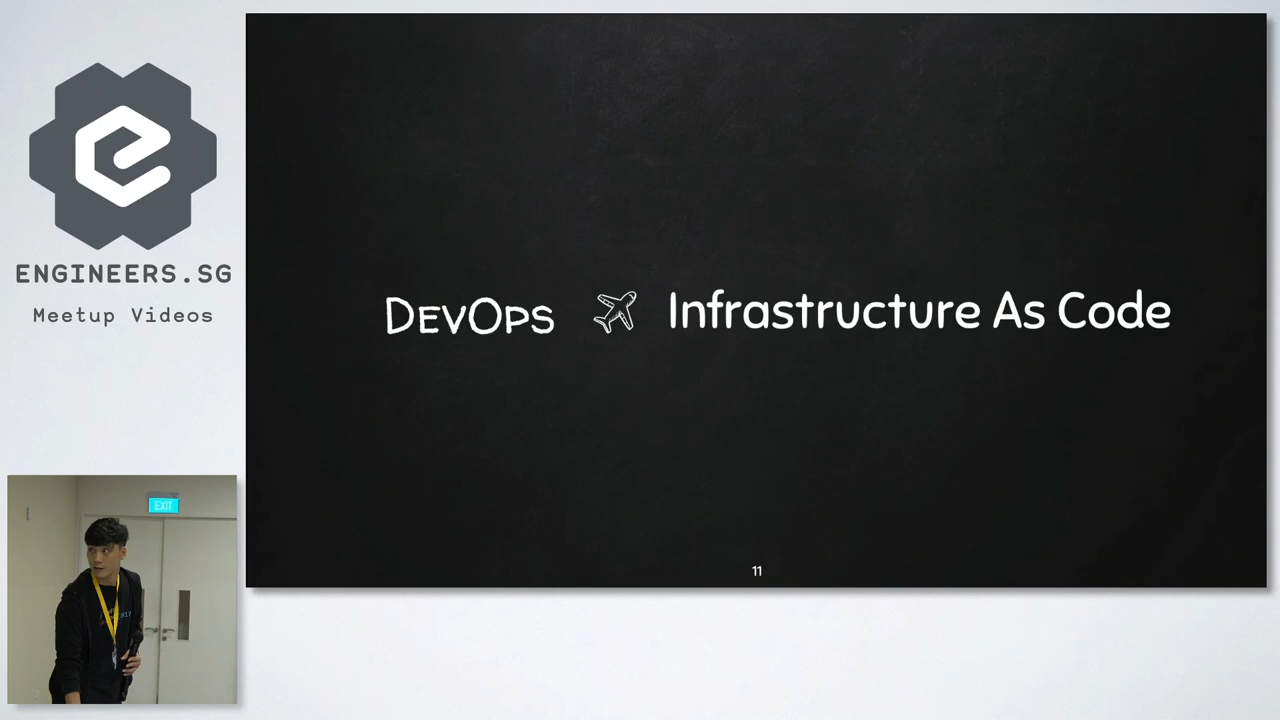 ENGINEERS.SG
Meetup Videos
DevOps Infrastructure As Code
11
EXIT